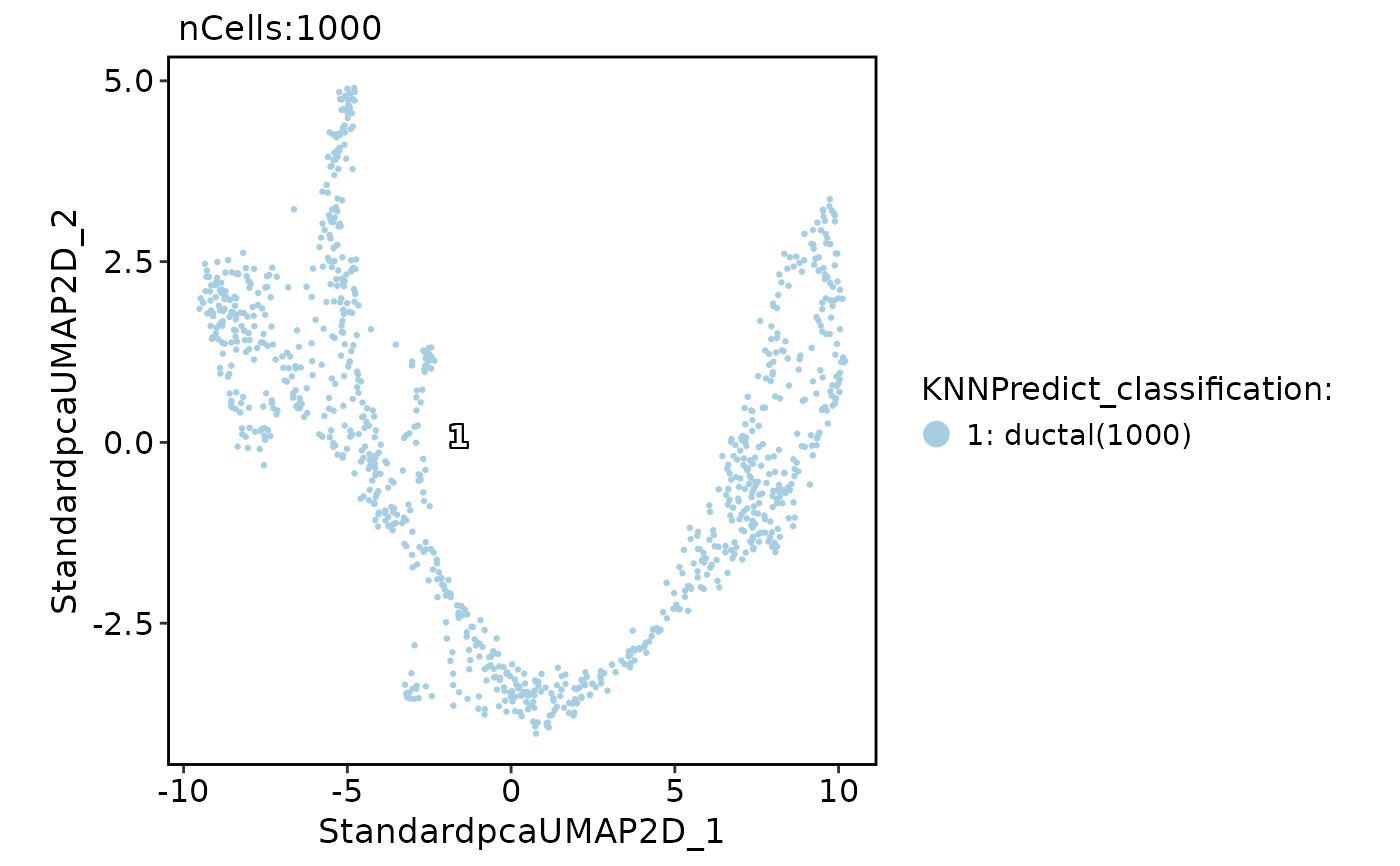 nCells:1000
5.0
2.5
0.0
-2.5
StandardpcaUMAP2D_2
1
-10 -5 0 5 10
StandardpcaUMAP2D_1
KNNPredict_classification:
1: ductal(1000)